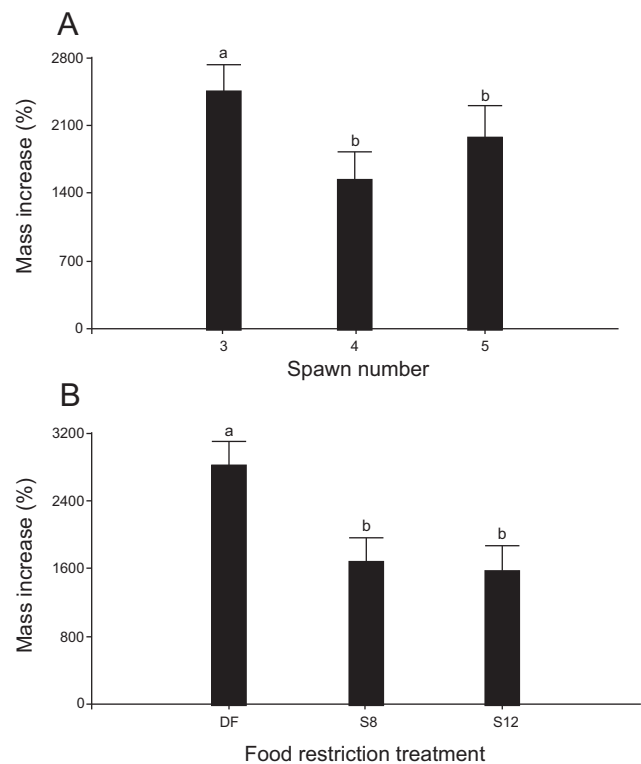 A
Mass increase (%)
2800
2100
1400
700
0
a
b
b
3
4
5
Spawn number
B
Mass increase (%)
3200
2400
1600
800
0
a
b
b
DF
S8
S12
Food restriction treatment